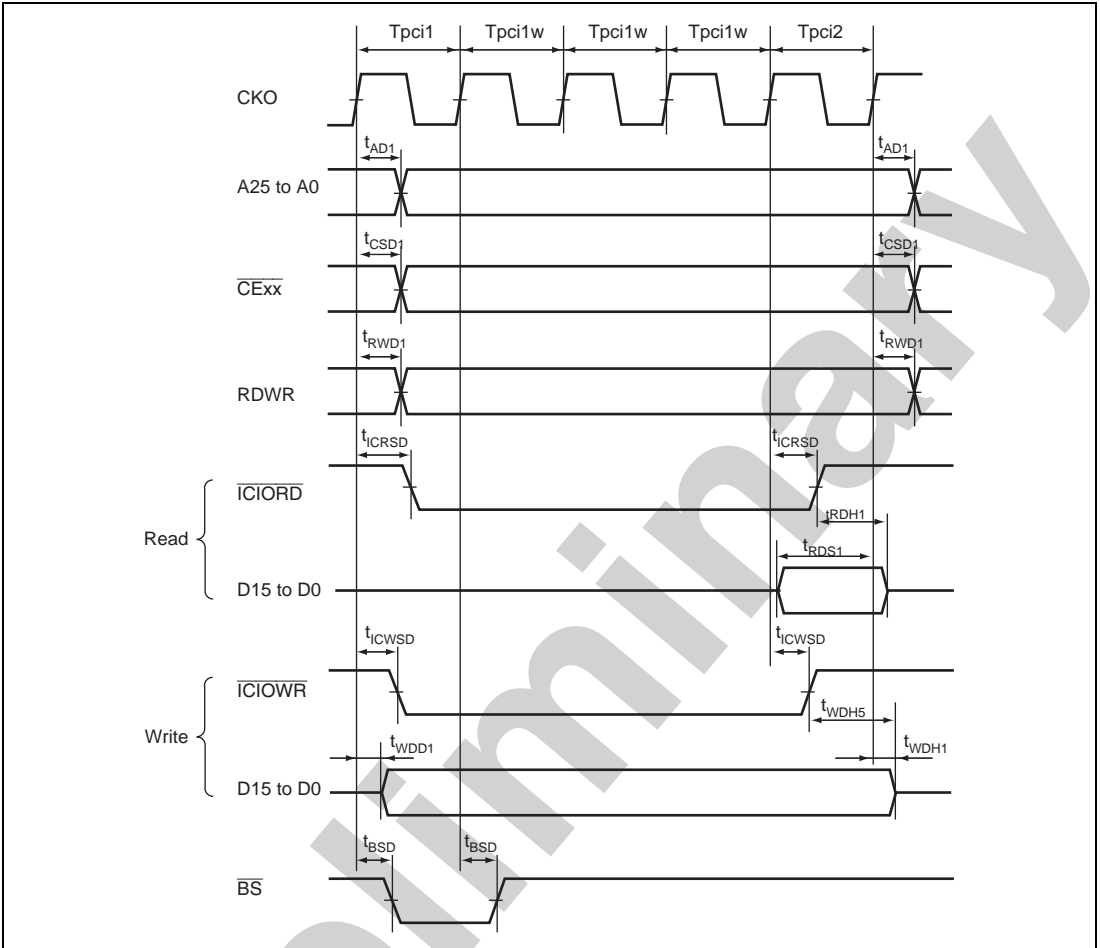 Tpci1 Tpci1w Tpci1w Tpci1w Tpci2
CKO
tAD1 tAD1
A25 to A0
tCSD1 tCSD1
CExx
tRWD1 tRWD1
RDWR
tICRSD tICRSD
ICIORD
tRDH1
Read
tRDS1
D15 to D0
tICWSD tICWSD
ICIOWR
tWDH5
Write
tWDD1 tWDH1
D15 to D0
tBSD tBSD
BS
liminary